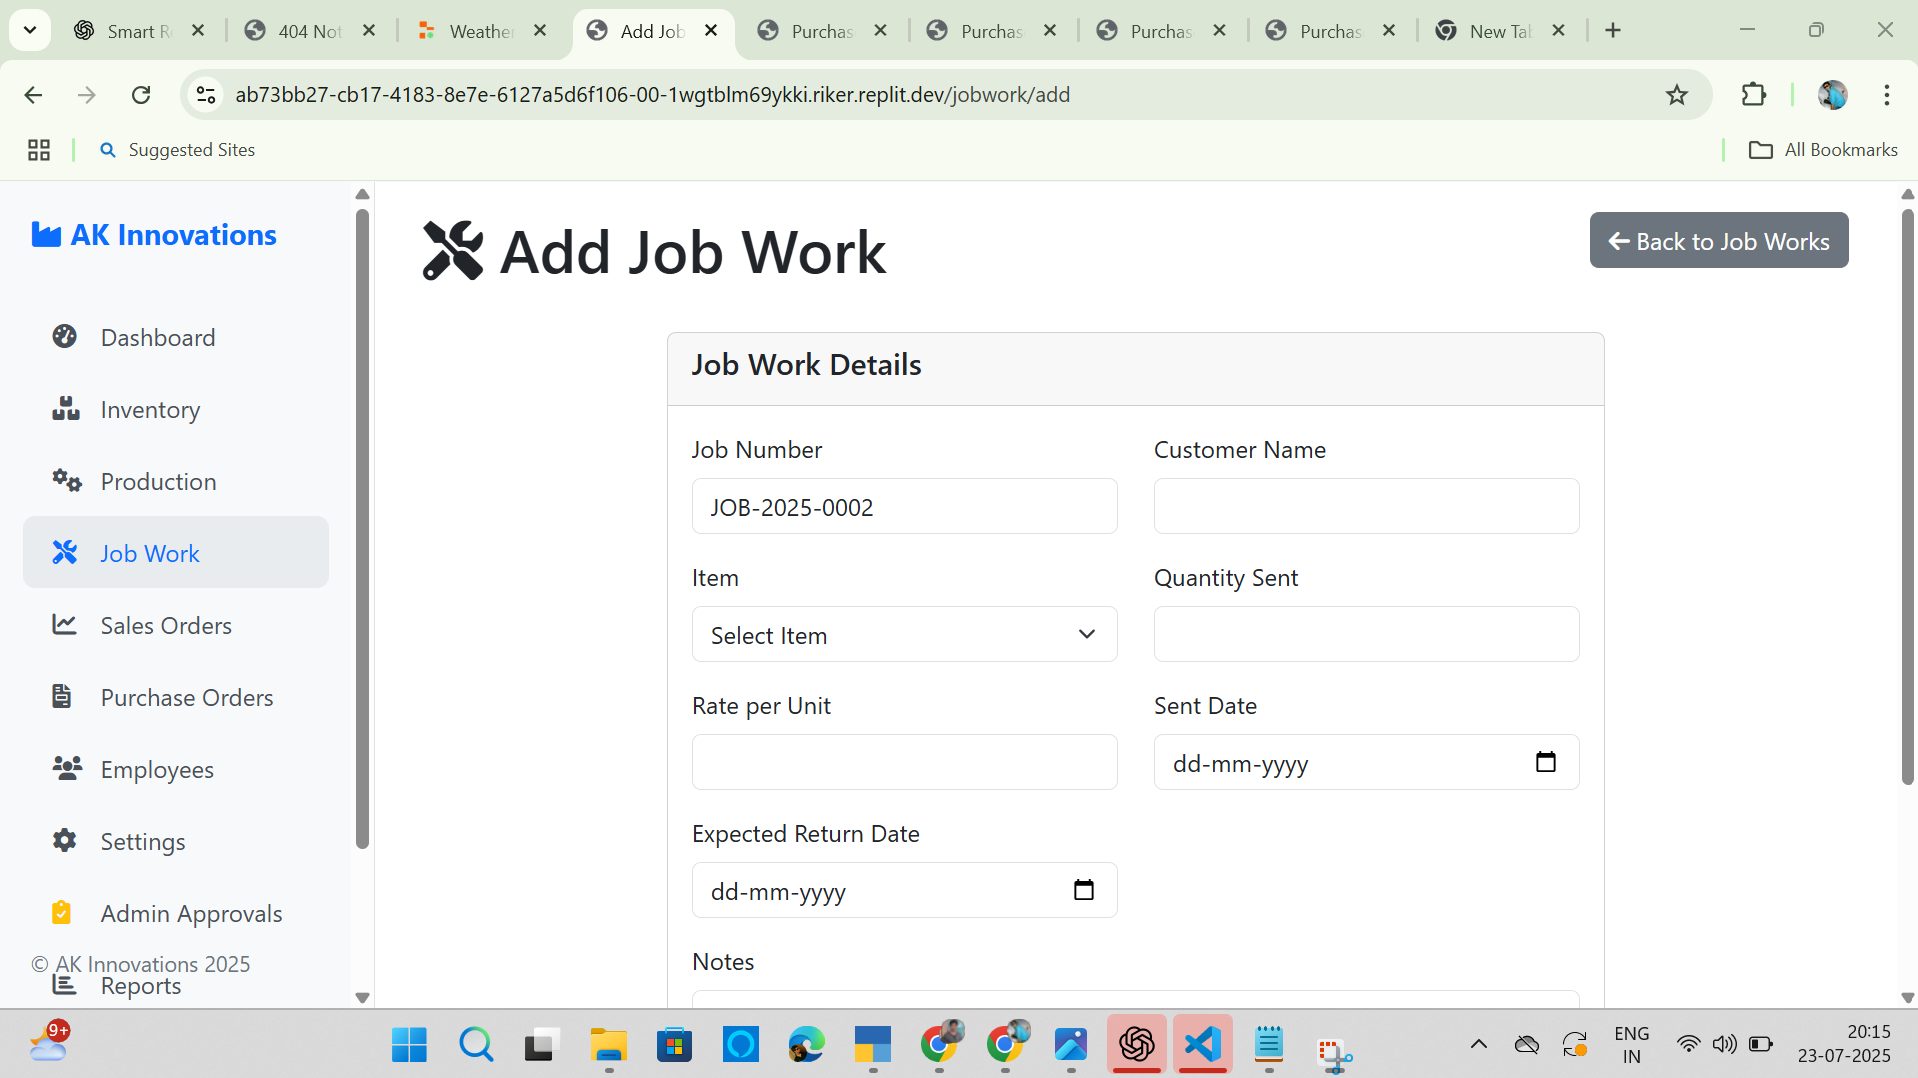 Smart R
404 Not
Weather
Add Job
Purchas
Purchas
Purchas
Purchas
New Tab
ab73bb27-cb17-4183-8e7e-6127a5d6f106-00-1wgtblm69ykki.riker.replit.dev/jobwork/add
Suggested Sites
All Bookmarks
AK Innovations
Dashboard
Inventory
Production
Job Work
Sales Orders
Purchase Orders
Employees
Settings
Admin Approvals
© AK Innovations 2025
Reports
Add Job Work
Back to Job Works
Job Work Details
Job Number
Customer Name
JOB-2025-0002
Item
Quantity Sent
Select Item
Rate per Unit
Sent Date
dd-mm-yyyy
Expected Return Date
dd-mm-yyyy
Notes
9+
ENG
IN
20:15
23-07-2025